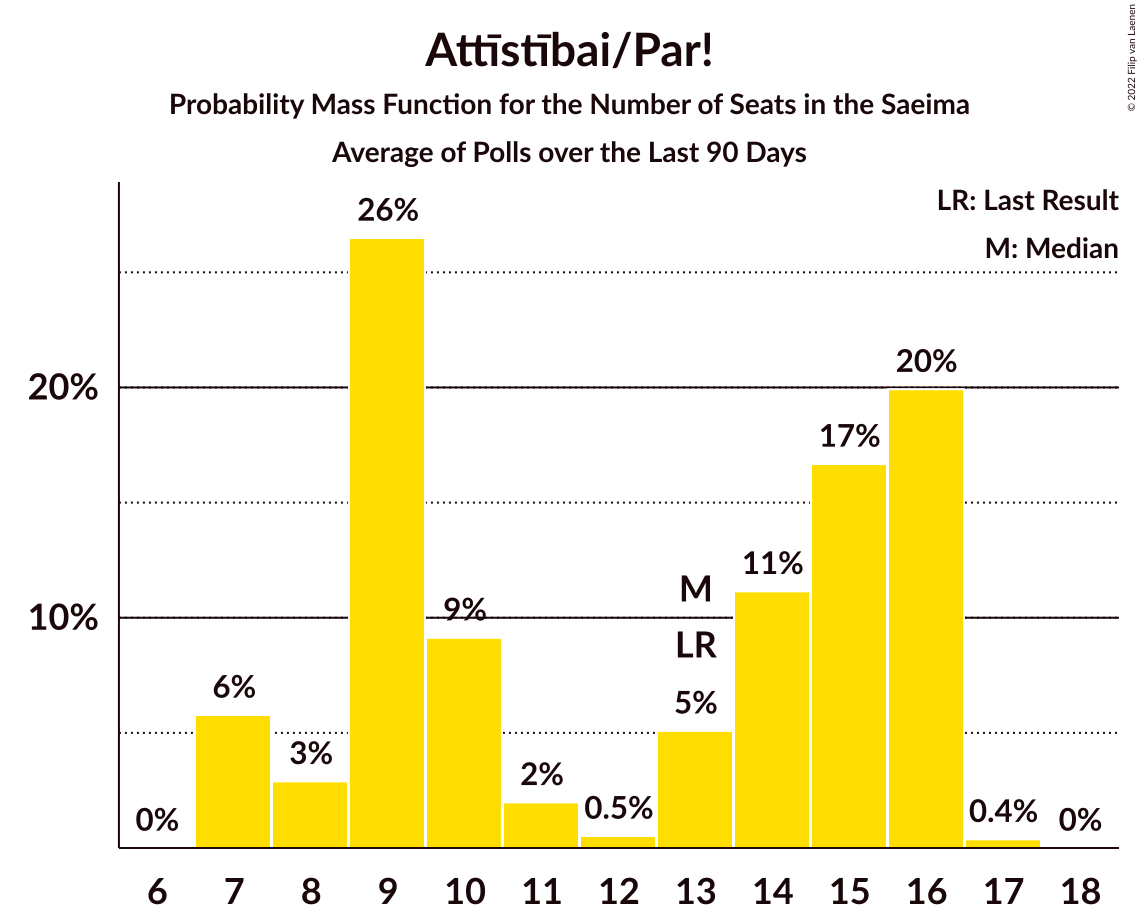 Attīstībai/Par!
Probability Mass Function for the Number of Seats in the Saeima
Average of Polls over the Last 90 Days
© 2022 Filip van Laenen
LR: Last Result
M: Median
26%
20%
20%
17%
11%
M
10%
9%
LR
6%
5%
3%
2%
0%
0.5%
0.4%
0%
6 7 8 9 10 11 12 13 14 15 16 17 18